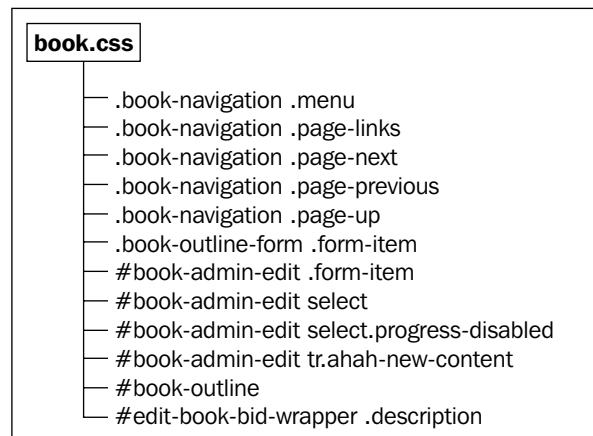 book.css
.book-navigation .menu
.book-navigation .page-links
.book-navigation .page-next
.book-navigation .page-previous
.book-navigation .page-up
.book-outline-form .form-item
#book-admin-edit .form-item
#book-admin-edit select
#book-admin-edit select.progress-disabled
#book-admin-edit tr.ahah-new-content
#book-outline
#edit-book-bid-wrapper .description